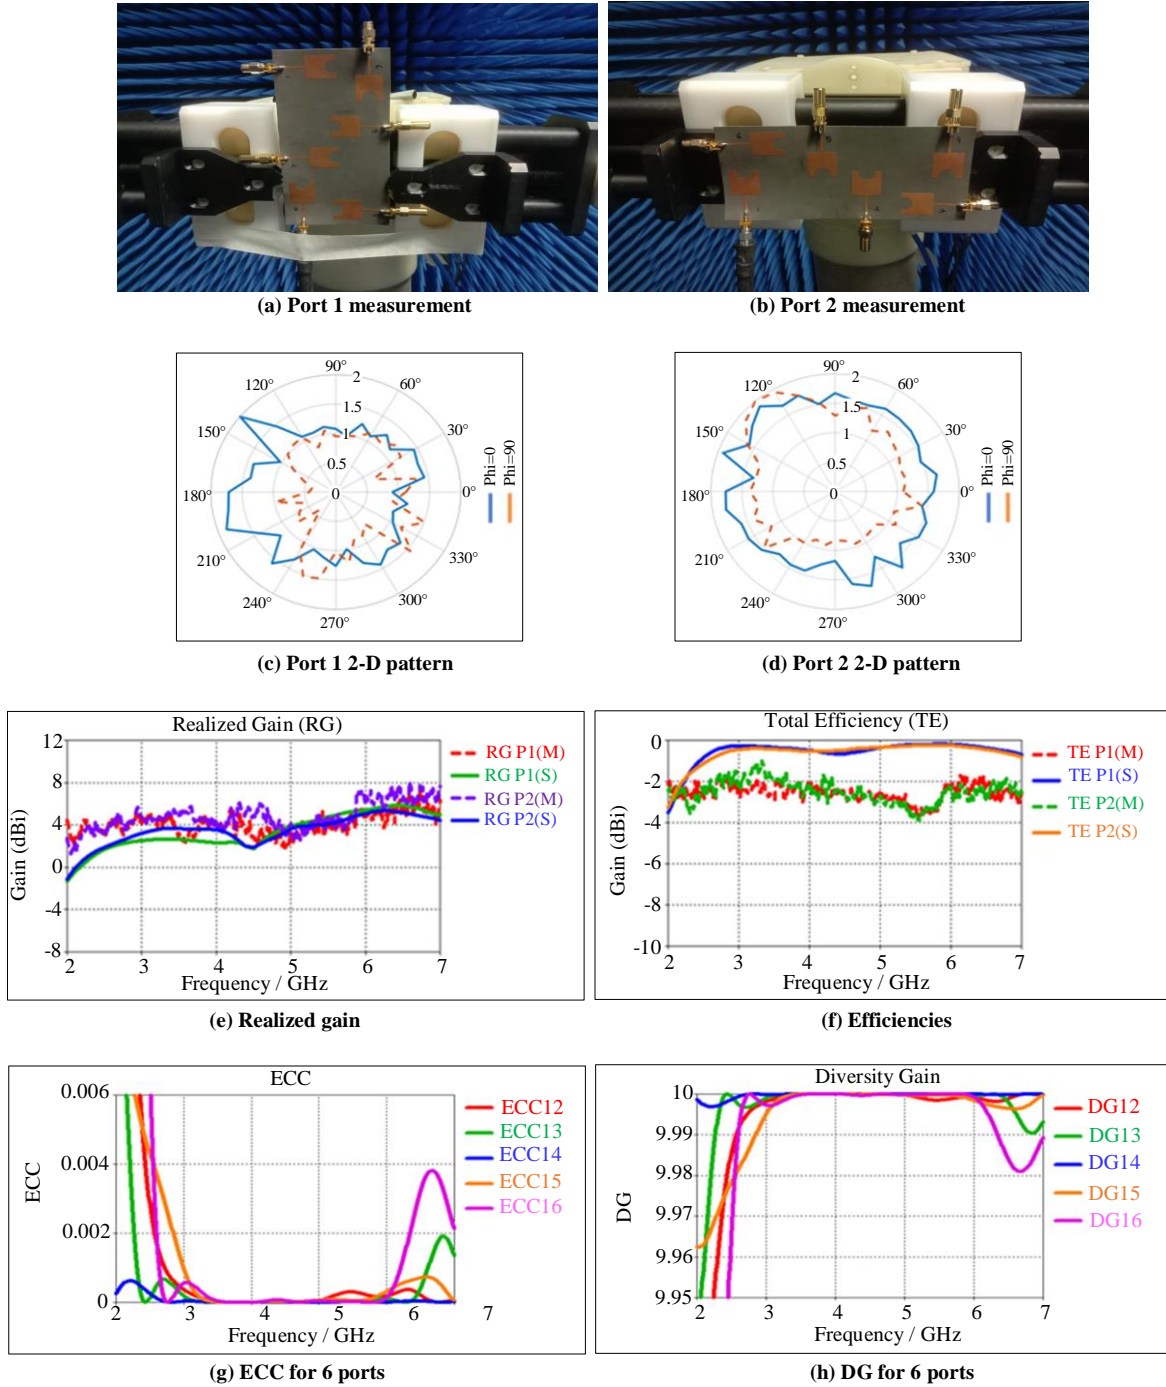 (a) Port 1 measurement
(b) Port 2 measurement
90°
2
120°
60°
1.5
1
150°
30°
0.5
180°
0
0°
210°
330°
240°
300°
270°
Phi=0
Phi=90
(c) Port 1 2-D pattern
90°
2
120°
60°
1.5
1
150°
30°
0.5
180°
0
0°
210°
330°
240°
300°
270°
Phi=0
Phi=90
(d) Port 2 2-D pattern
Realized Gain (RG)
12
8
4
0
-4
-8
Gain (dBi)
2 3 4 5 6 7
Frequency / GHz
RG P1(M)
RG P1(S)
RG P2(M)
RG P2(S)
(e) Realized gain
Total Efficiency (TE)
0
-2
-4
-6
-8
-10
Gain (dBi)
2 3 4 5 6 7
Frequency / GHz
TE P1(M)
TE P1(S)
TE P2(M)
TE P2(S)
(f) Efficiencies
ECC
0.006
0.004
0.002
0
ECC
2 3 4 5 6 7
Frequency / GHz
ECC12
ECC13
ECC14
ECC15
ECC16
(g) ECC for 6 ports
Diversity Gain
10
9.99
9.98
9.97
9.96
9.95
DG
2 3 4 5 6 7
Frequency / GHz
DG12
DG13
DG14
DG15
DG16
(h) DG for 6 ports